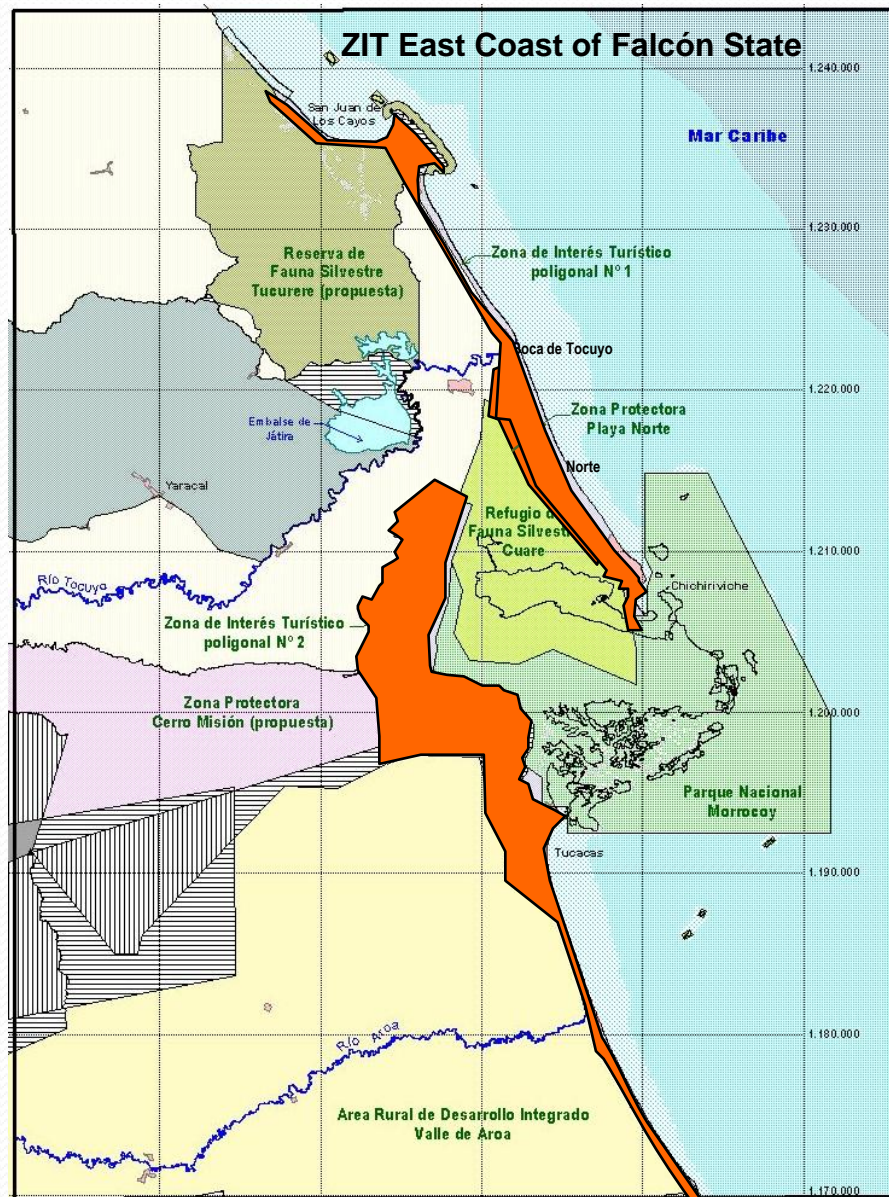 ZIT East Coast of Falcón State
1.240.000
San Juan de
Los Cayos
Mar Caribe
1.230.000
Reserva de
Fauna Silvestre
Tucurere (propuesta)
Zona de Interés Turístico
poligonal Nº 1
Boca de Tocuyo
1.220.000
Embalse de
Játira
Zona Protectora
Playa Norte
Norte
Yaracal
Refugio d
Fauna Silvestr
Cuare
1.210.000
Río Tocuyo
Chichiriviche
Zona de Interés Turístico
poligonal Nº 2
Zona Protectora
Cerro Misión (propuesta)
1.200.000
Parque Nacional
Morrocoy
Tucacas
1.190.000
Río Aroa
1.180.000
Area Rural de Desarrollo Integrado
Valle de Aroa
1.170.000